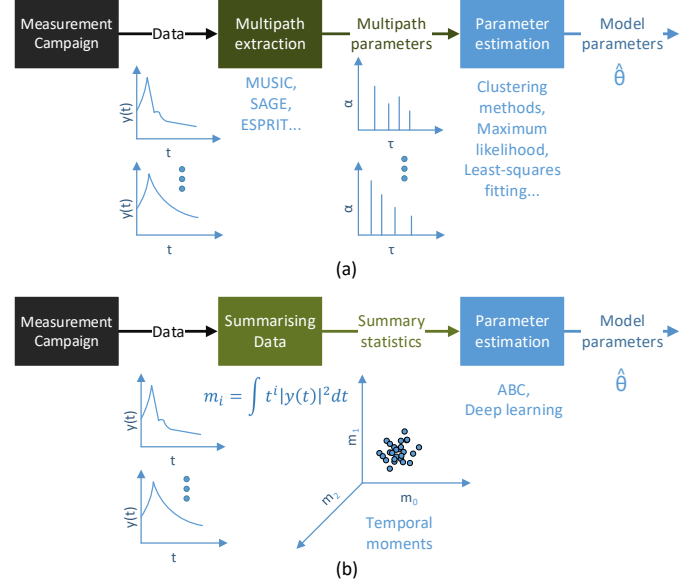 Measurement
Campaign
Data
Multipath
extraction
Multipath
parameters
Parameter
estimation
Model
parameters
θ̂
MUSIC,
SAGE,
ESPRIT...
Clustering
methods,
Maximum
likelihood,
Least-squares
fitting...
y(t)
t
α
τ
y(t)
t
α
τ
(a)
Measurement
Campaign
Data
Summarising
Data
Summary
statistics
Parameter
estimation
Model
parameters
θ̂
m_i = ∫ t^i|y(t)|^2 dt
ABC,
Deep learning
y(t)
t
m_1
m_2
m_0
y(t)
t
Temporal
moments
(b)